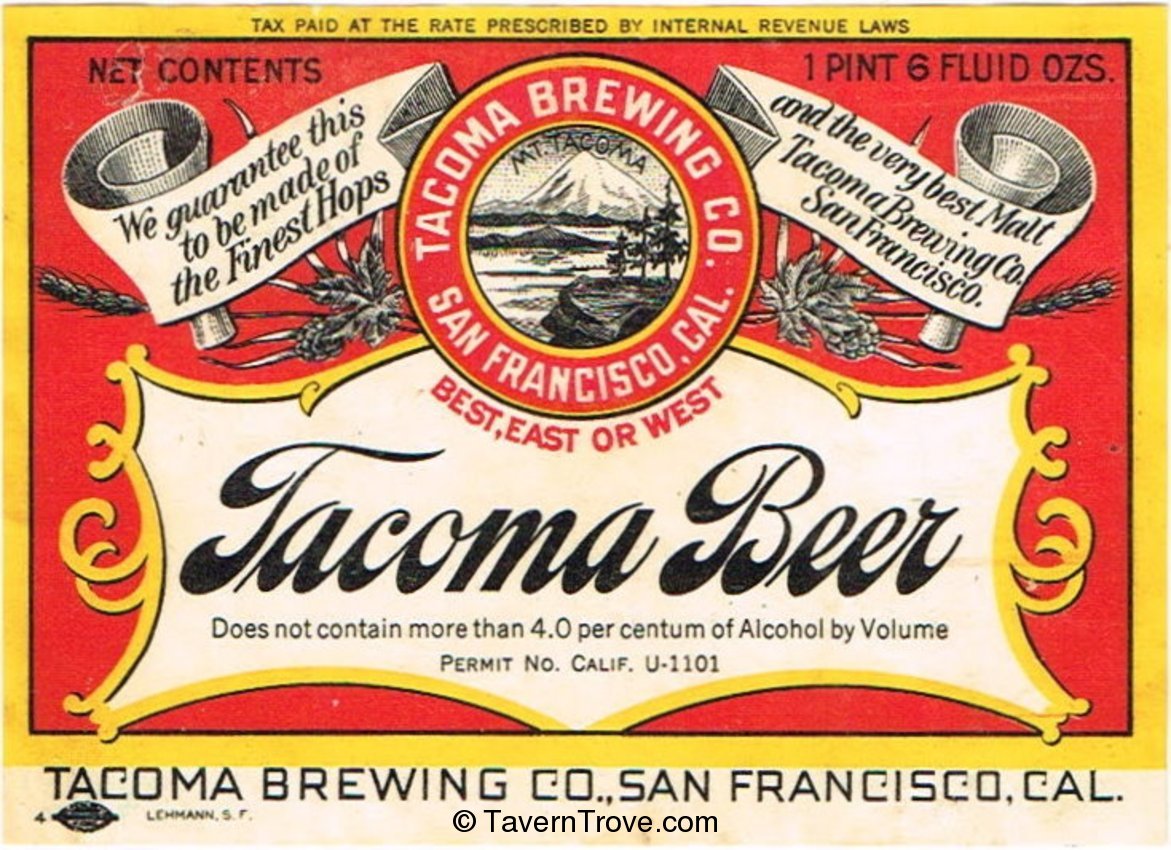 TAX PAID AT THE RATE PRESCRIBED BY INTERNAL REVENUE LAWS
NET CONTENTS
1 PINT 6 FLUID OZS.
We guarantee this
to be made of
the Finest Hops
TACOMA BREWING CO.
SAN FRANCISCO, CAL.
MT. TACOMA
and the very best Malt
Tacoma Brewing Co.
San Francisco.
BEST, EAST OR WEST
Tacoma Beer
Does not contain more than 4.0 per centum of Alcohol by Volume
PERMIT NO. CALIF. U-1101
TACOMA BREWING CO., SAN FRANCISCO, CAL.
4
LEHMANN, S. F.
© TavernTrove.com